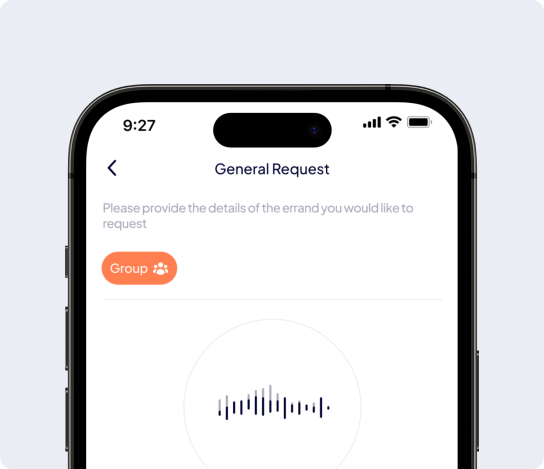 9:27
General Request
Please provide the details of the errand you would like to
request
Group